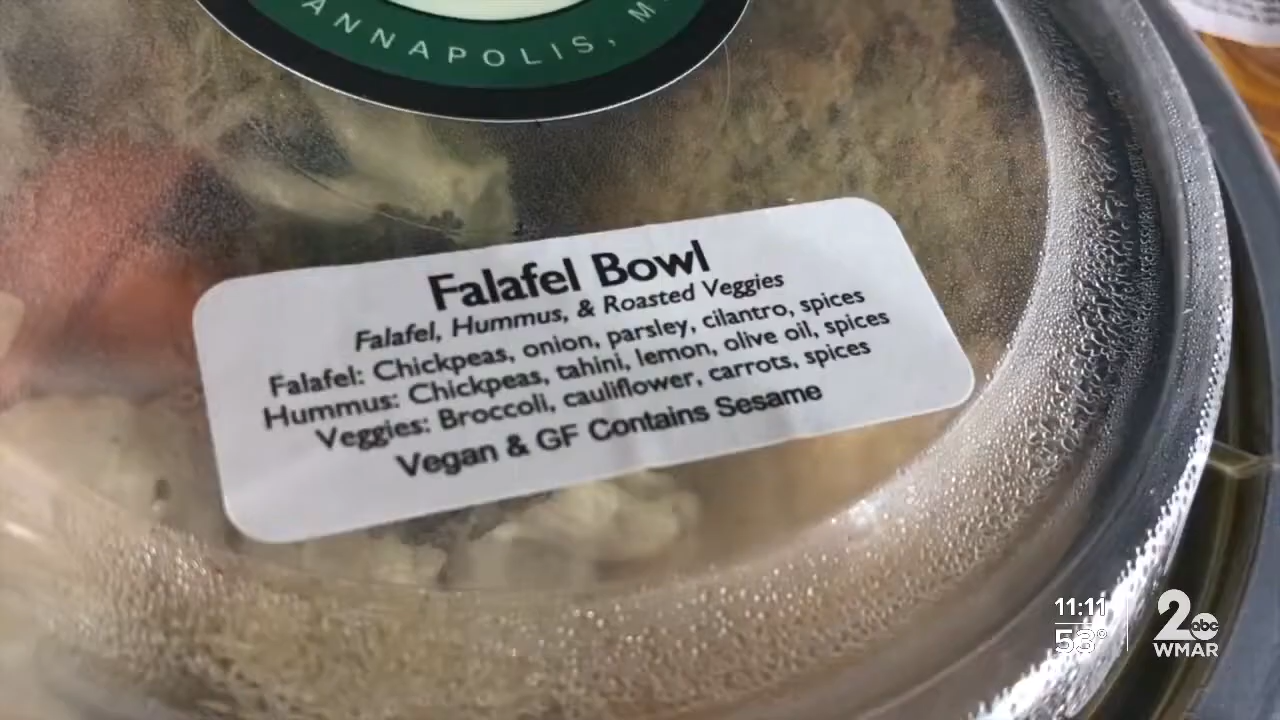 ANNAPOLIS, M
Falafel Bowl
Falafel, Hummus, & Roasted Veggies
Falafel: Chickpeas, onion, parsley, cilantro, spices
Hummus: Chickpeas, tahini, lemon, olive oil, spices
Veggies: Broccoli, cauliflower, carrots, spices
Vegan & GF Contains Sesame
11:11
53°
2 abc
WMAR